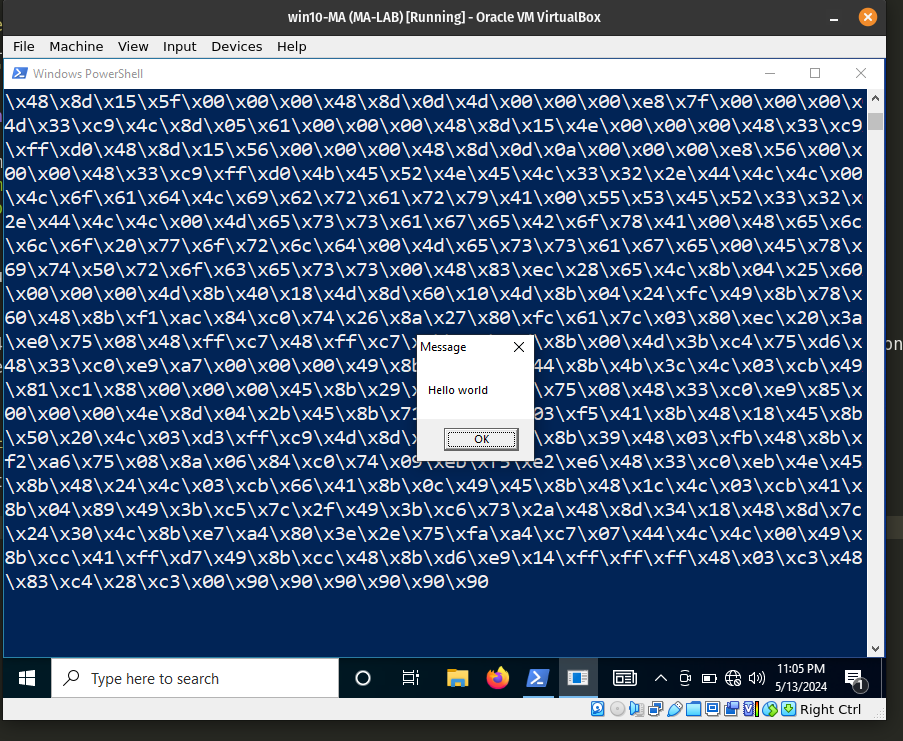 win10-MA (MA-LAB) [Running] - Oracle VM VirtualBox
File Machine View Input Devices Help
Windows PowerShell
\x48\x8d\x15\x5f\x00\x00\x00\x48\x8d\x0d\x4d\x00\x00\x00\xe8\x7f\x00\x00\x00\x
4d\x33\xc9\x4c\x8d\x05\x61\x00\x00\x00\x48\x8d\x15\x4e\x00\x00\x00\x48\x33\xc9
\xff\xd0\x48\x8d\x15\x56\x00\x00\x00\x48\x8d\x0d\x0a\x00\x00\x00\xe8\x56\x00\x
00\x00\x48\x33\xc9\xff\xd0\x4b\x45\x52\x4e\x45\x4c\x33\x32\x2e\x44\x4c\x4c\x00
\x4c\x6f\x61\x64\x4c\x69\x62\x72\x61\x72\x79\x41\x00\x55\x53\x45\x52\x33\x32\x
2e\x44\x4c\x4c\x00\x4d\x65\x73\x73\x61\x67\x65\x42\x6f\x78\x41\x00\x48\x65\x6c
\x6c\x6f\x20\x77\x6f\x72\x6c\x64\x00\x4d\x65\x73\x73\x61\x67\x65\x00\x45\x78\x
69\x74\x50\x72\x6f\x63\x65\x73\x73\x00\x48\x83\xec\x28\x65\x4c\x8b\x04\x25\x60
\x00\x00\x00\x4d\x8b\x40\x18\x4d\x8d\x60\x10\x4d\x8b\x04\x24\xfc\x49\x8b\x78\x
60\x48\x8b\xf1\xac\x84\xc0\x74\x26\x8a\x27\x80\xfc\x61\x7c\x03\x80\xec\x20\x3a
\xe0\x75\x08\x48\xff\xc7\x48\xff\xc7\ \x8b\x00\x4d\x3b\xc4\x75\xd6\x
48\x33\xc0\xe9\xa7\x00\x00\x00\x49\x8b 44\x8b\x4b\x3c\x4c\x03\xcb\x49
\x81\xc1\x88\x00\x00\x00\x45\x8b\x29\ \x75\x08\x48\x33\xc0\xe9\x85\x
00\x00\x00\x4e\x8d\x04\x2b\x45\x8b\x71 03\xf5\x41\x8b\x48\x18\x45\x8b
\x50\x20\x4c\x03\xd3\xff\xc9\x4d\x8d\ \x8b\x39\x48\x03\xfb\x48\x8b\x
f2\xa6\x75\x08\x8a\x06\x84\xc0\x74\x09\xeb\xf5\xe2\xe6\x48\x33\xc0\xeb\x4e\x45
\x8b\x48\x24\x4c\x03\xcb\x66\x41\x8b\x0c\x49\x45\x8b\x48\x1c\x4c\x03\xcb\x41\x
8b\x04\x89\x49\x3b\xc5\x7c\x2f\x49\x3b\xc6\x73\x2a\x48\x8d\x34\x18\x48\x8d\x7c
\x24\x30\x4c\x8b\xe7\xa4\x80\x3e\x2e\x75\xfa\xa4\xc7\x07\x44\x4c\x4c\x00\x49\x
8b\xcc\x41\xff\xd7\x49\x8b\xcc\x48\x8b\xd6\xe9\x14\xff\xff\xff\x48\x03\xc3\x48
\x83\xc4\x28\xc3\x00\x90\x90\x90\x90\x90\x90
Message
Hello world
OK
Type here to search
11:05 PM
5/13/2024
1
Right Ctrl